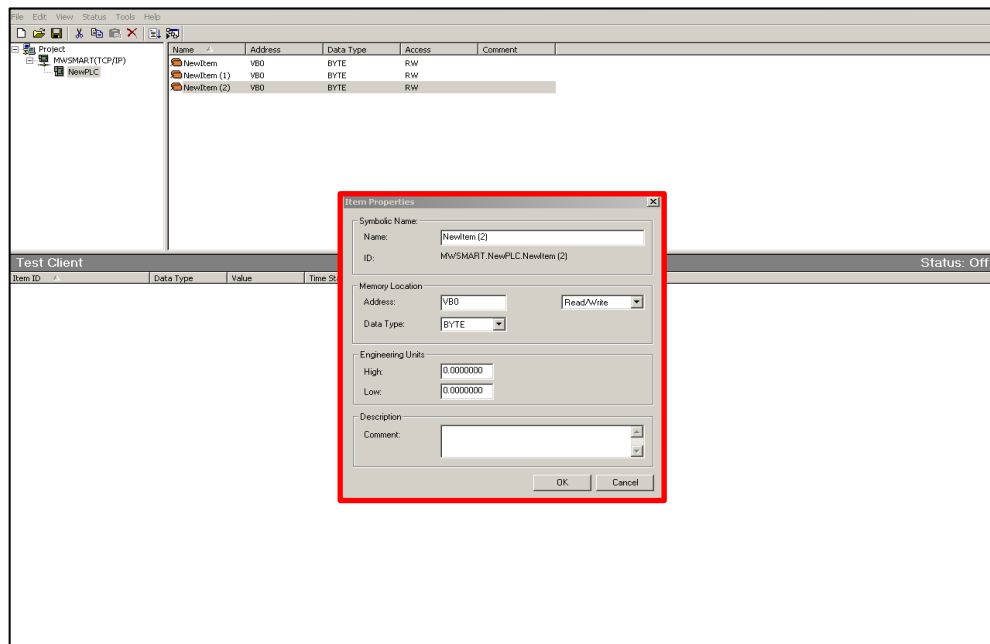 File Edit View Status Tools Help
Project
MWSMART(TCP/IP)
NewPLC
Name Address Data Type Access Comment
NewItem VB0 BYTE RW
NewItem (1) VB0 BYTE RW
NewItem (2) VB0 BYTE RW
Test Client Status: Off
Item ID Data Type Value Time St
Item Properties
Symbolic Name:
Name: NewItem (2)
ID: MWSMART.NewPLC.NewItem (2)
Memory Location
Address: VB0 Read/Write
Data Type: BYTE
Engineering Units
High: 0.0000000
Low: 0.0000000
Description
Comment:
OK Cancel